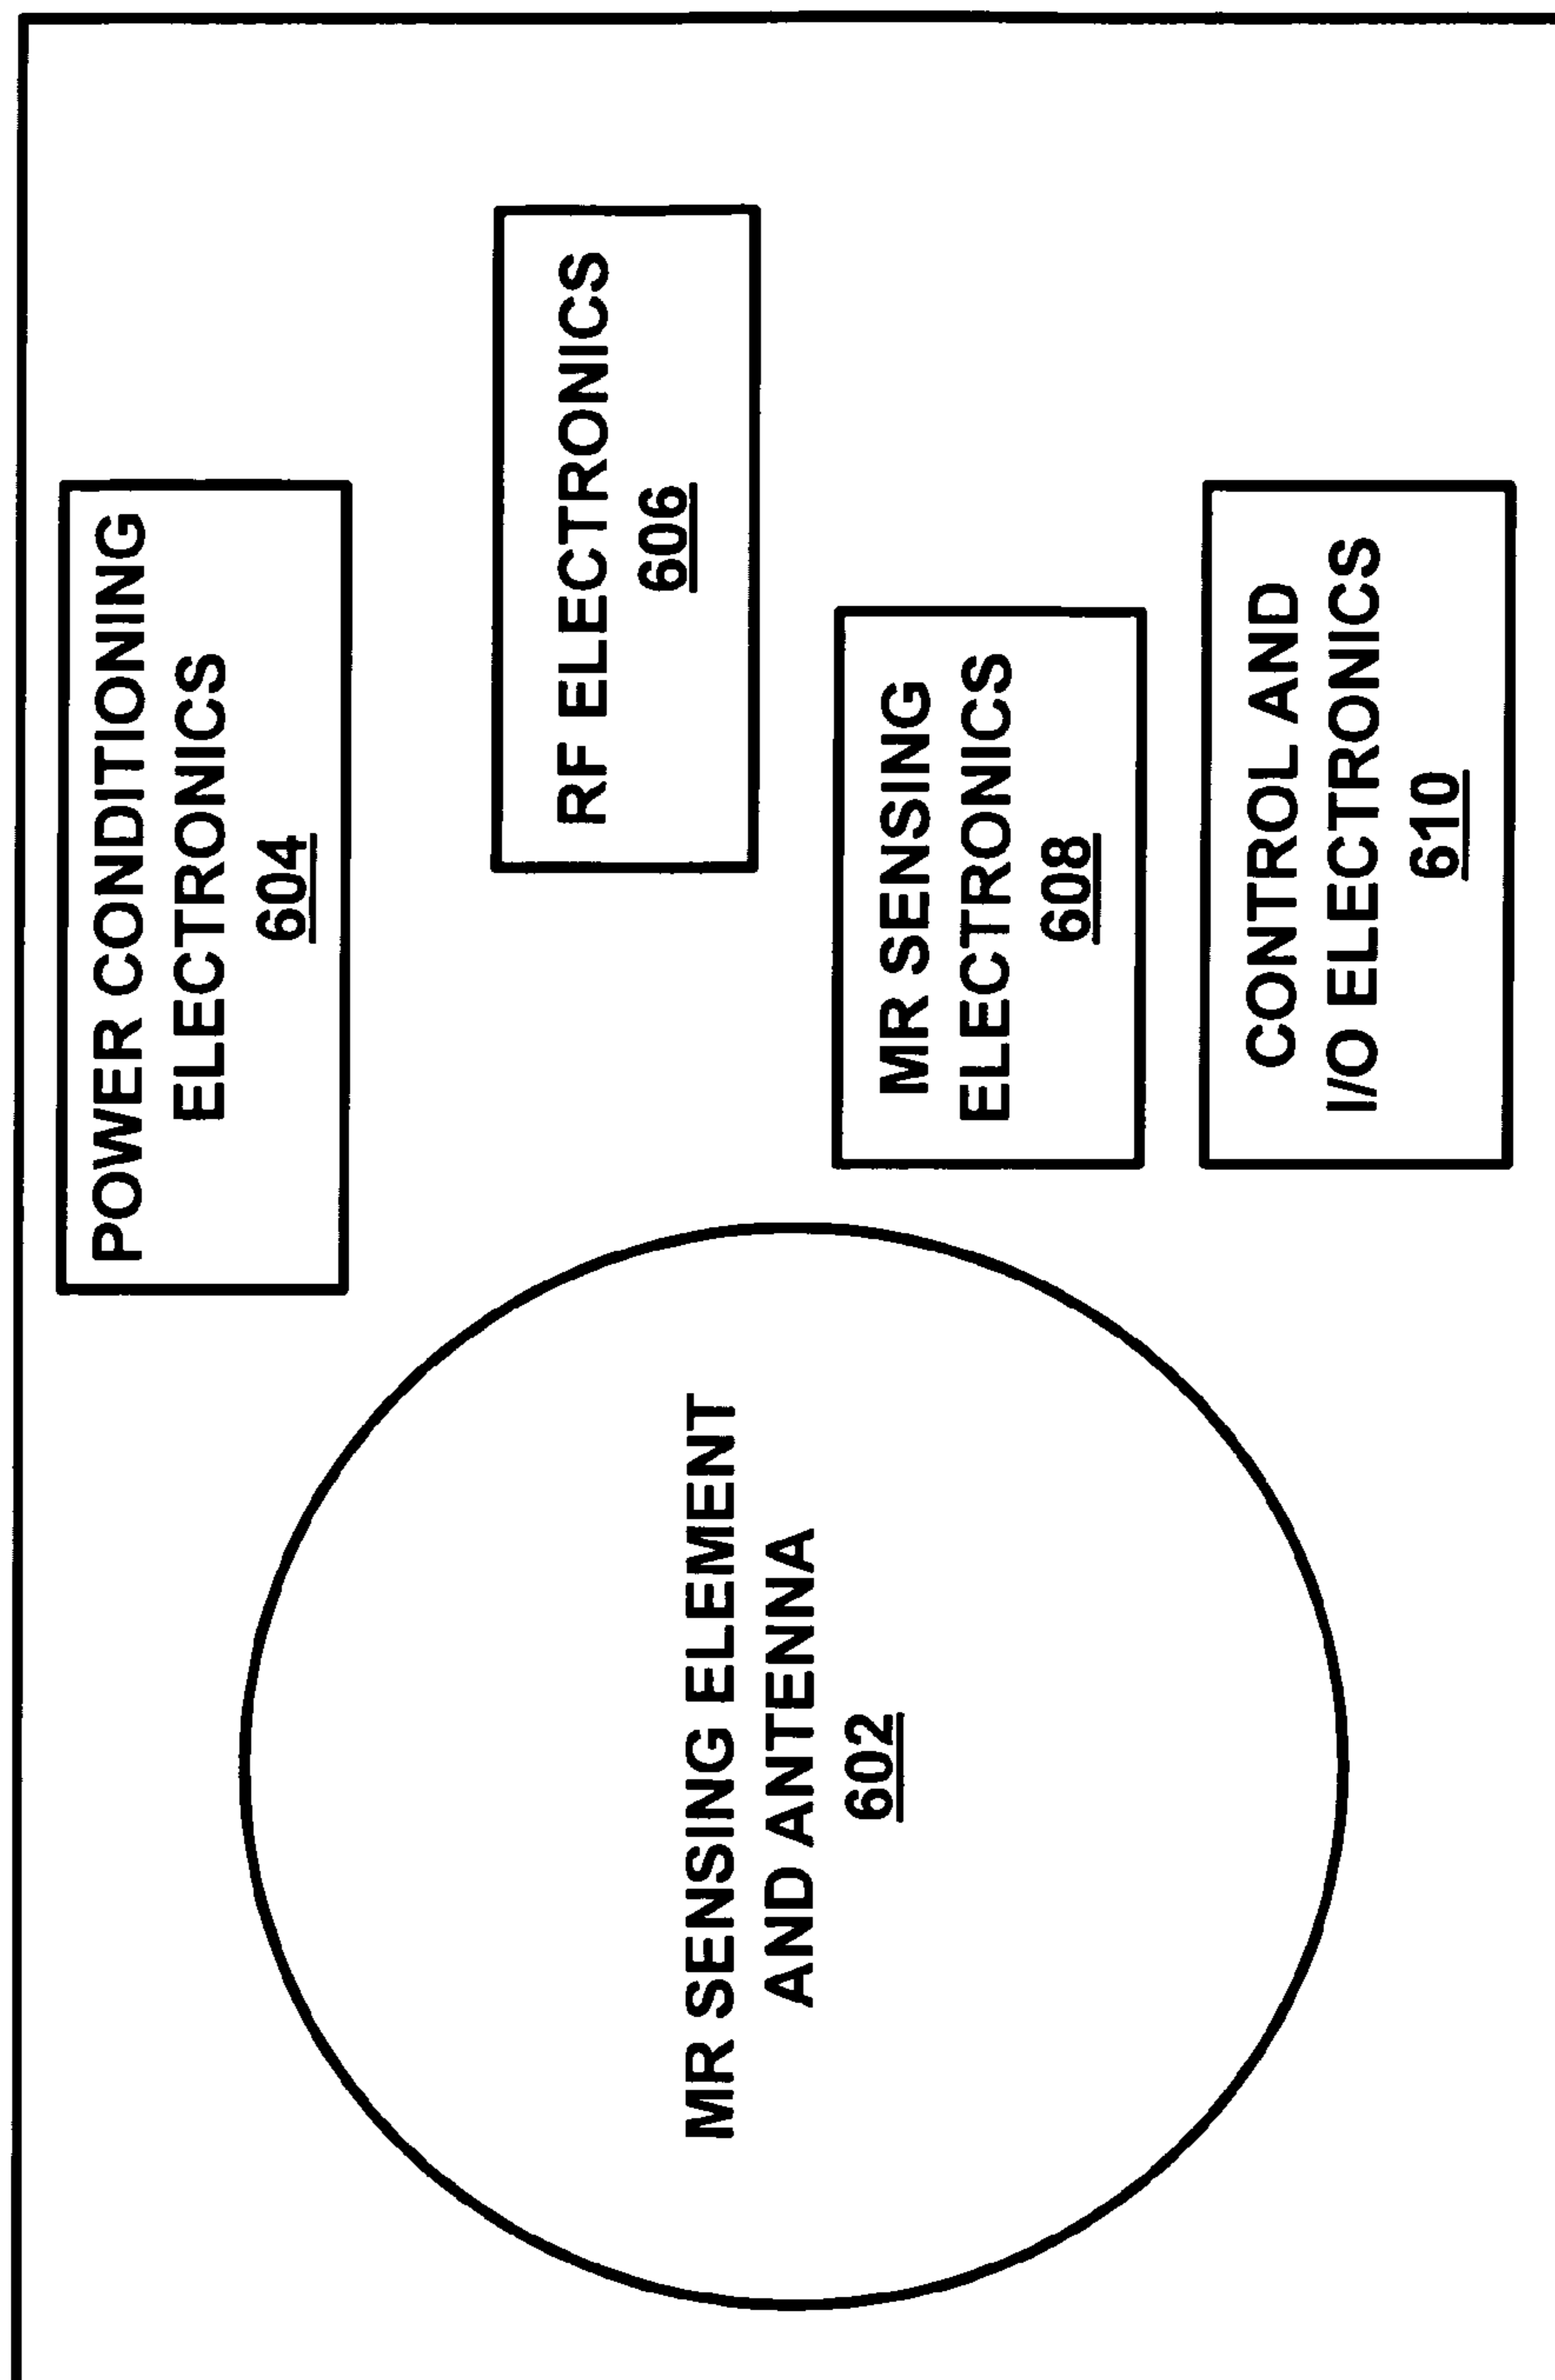 POWER CONDITIONING
ELECTRONICS
604
RF ELECTRONICS
606
MR SENSING
ELECTRONICS
608
CONTROL AND
I/O ELECTRONICS
610
MR SENSING ELEMENT
AND ANTENNA
602